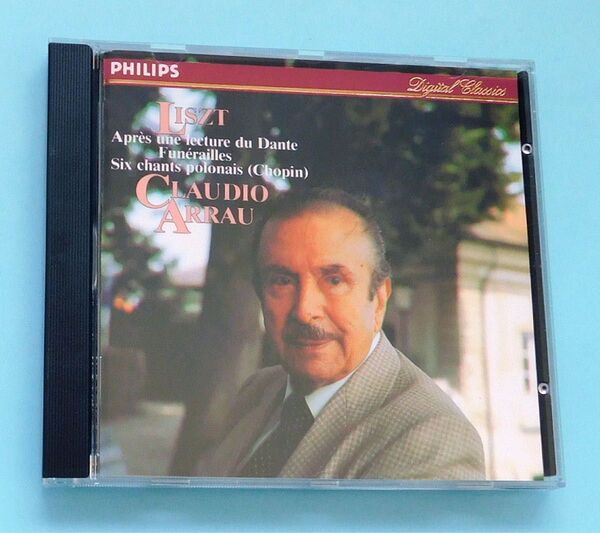 PHILIPS
Digital Classics
LISZT
Après une lecture du Dante
Funérailles
Six chants polonais (Chopin)
CLAUDIO
ARRAU